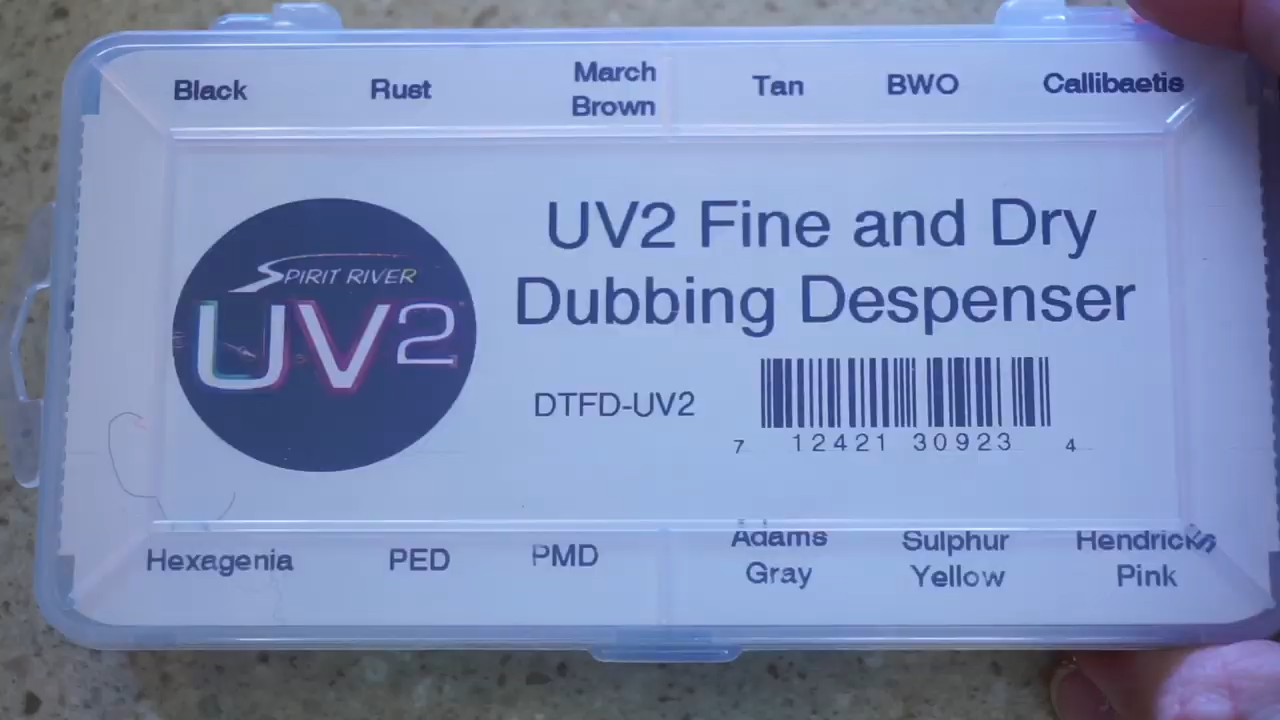 Black Rust March Brown Tan BWO Callibaetis
SPIRIT RIVER
UV2
UV2 Fine and Dry
Dubbing Despenser
DTFD-UV2
7 12421 30923 4
Hexagenia PED PMD Adams Gray Sulphur Yellow Hendricks Pink